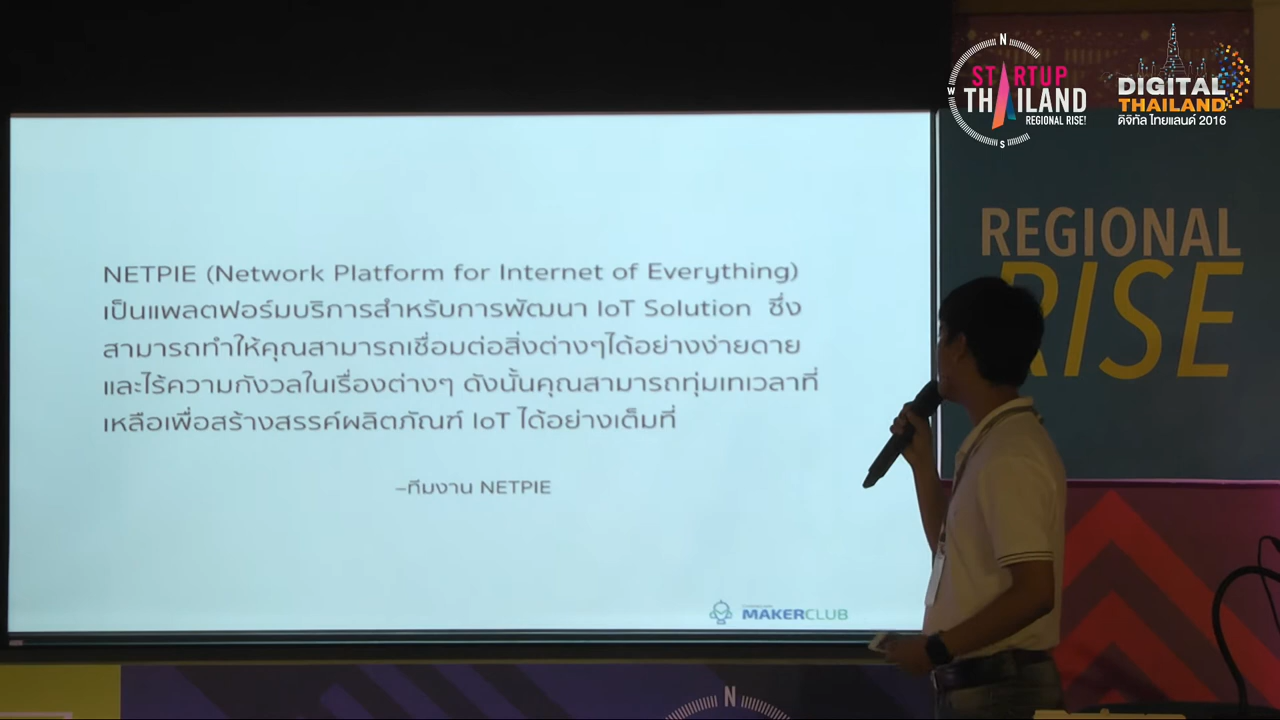 N
W
STARTUP
THAILAND
REGIONAL RISE!
S
DIGITAL
THAILAND
ดิจิทัล ไทยแลนด์ 2016
REGIONAL
RISE
NETPIE (Network Platform for Internet of Everything)
เป็นแพลตฟอร์มบริการสำหรับการพัฒนา IoT Solution ซึ่ง
สามารถทำให้คุณสามารถเชื่อมต่อสิ่งต่างๆได้อย่างง่ายดาย
และไร้ความกังวลในเรื่องต่างๆ ดังนั้นคุณสามารถทุ่มเทเวลาที่
เหลือเพื่อสร้างสรรค์ผลิตภัณฑ์ IoT ได้อย่างเต็มที่
–ทีมงาน NETPIE
MAKERCLUB
N